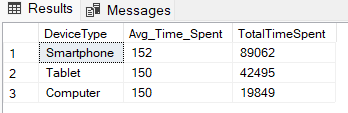 Results Messages
DeviceType Avg_Time_Spent TotalTimeSpent
1 Smartphone 152 89062
2 Tablet 150 42495
3 Computer 150 19849